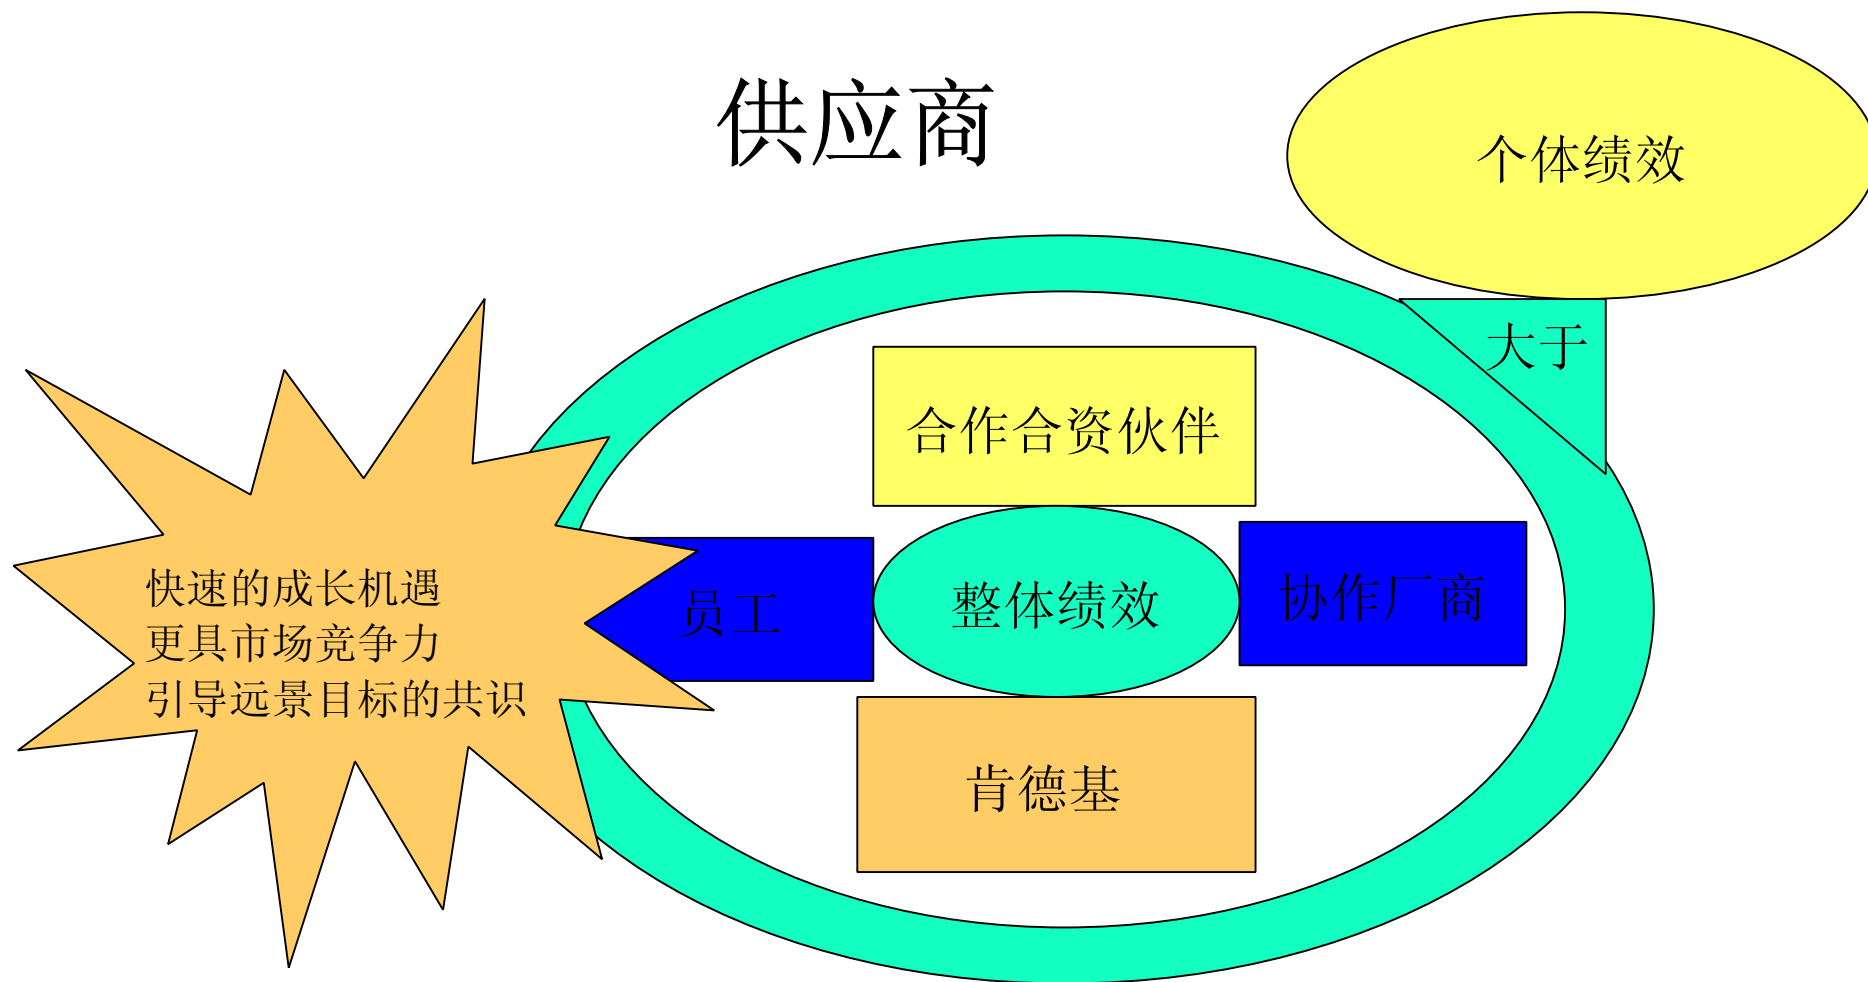 供应商
个体绩效
大于
合作合资伙伴
员工
整体绩效
协作厂商
快速的成长机遇
更具市场竞争力
引导远景目标的共识
肯德基